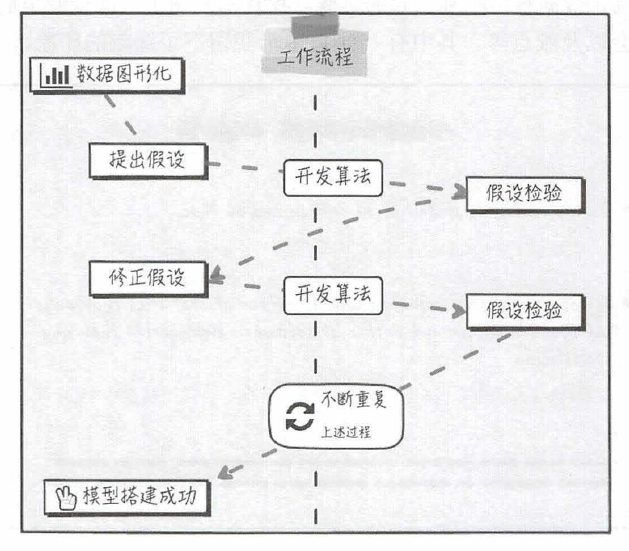 工作流程
数据图形化
提出假设
开发算法
假设检验
修正假设
开发算法
假设检验
不断重复
上述过程
模型搭建成功